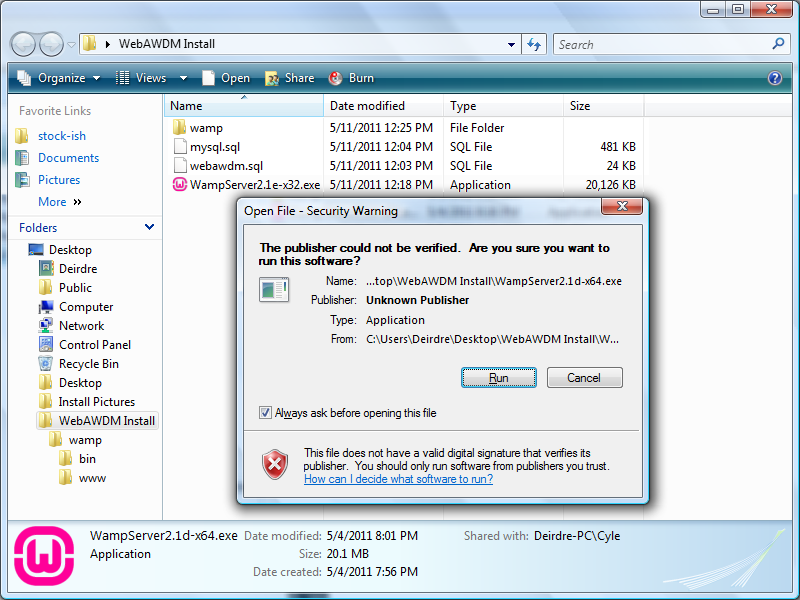 WebAWDM Install
Search
Organize Views Open Share Burn
Favorite Links
stock-ish
Documents
Pictures
More »
Folders
Desktop
Deirdre
Public
Computer
Network
Control Panel
Recycle Bin
Desktop
Install Pictures
WebAWDM Install
wamp
bin
www
Name Date modified Type Size
wamp 5/11/2011 12:25 PM File Folder
mysql.sql 5/11/2011 12:04 PM SQL File 481 KB
webawdm.sql 5/11/2011 12:03 PM SQL File 24 KB
WampServer2.1e-x32.exe 5/11/2011 12:18 PM Application 20,126 KB
Open File - Security Warning
The publisher could not be verified. Are you sure you want to
run this software?
Name: ...top\WebAWDM Install\WampServer2.1d-x64.exe
Publisher: Unknown Publisher
Type: Application
From: C:\Users\Deirdre\Desktop\WebAWDM Install\W...
Run Cancel
Always ask before opening this file
This file does not have a valid digital signature that verifies its
publisher. You should only run software from publishers you trust.
How can I decide what software to run?
WampServer2.1d-x64.exe Date modified: 5/4/2011 8:01 PM Shared with: Deirdre-PC\Cyle
Application Size: 20.1 MB
Date created: 5/4/2011 7:56 PM